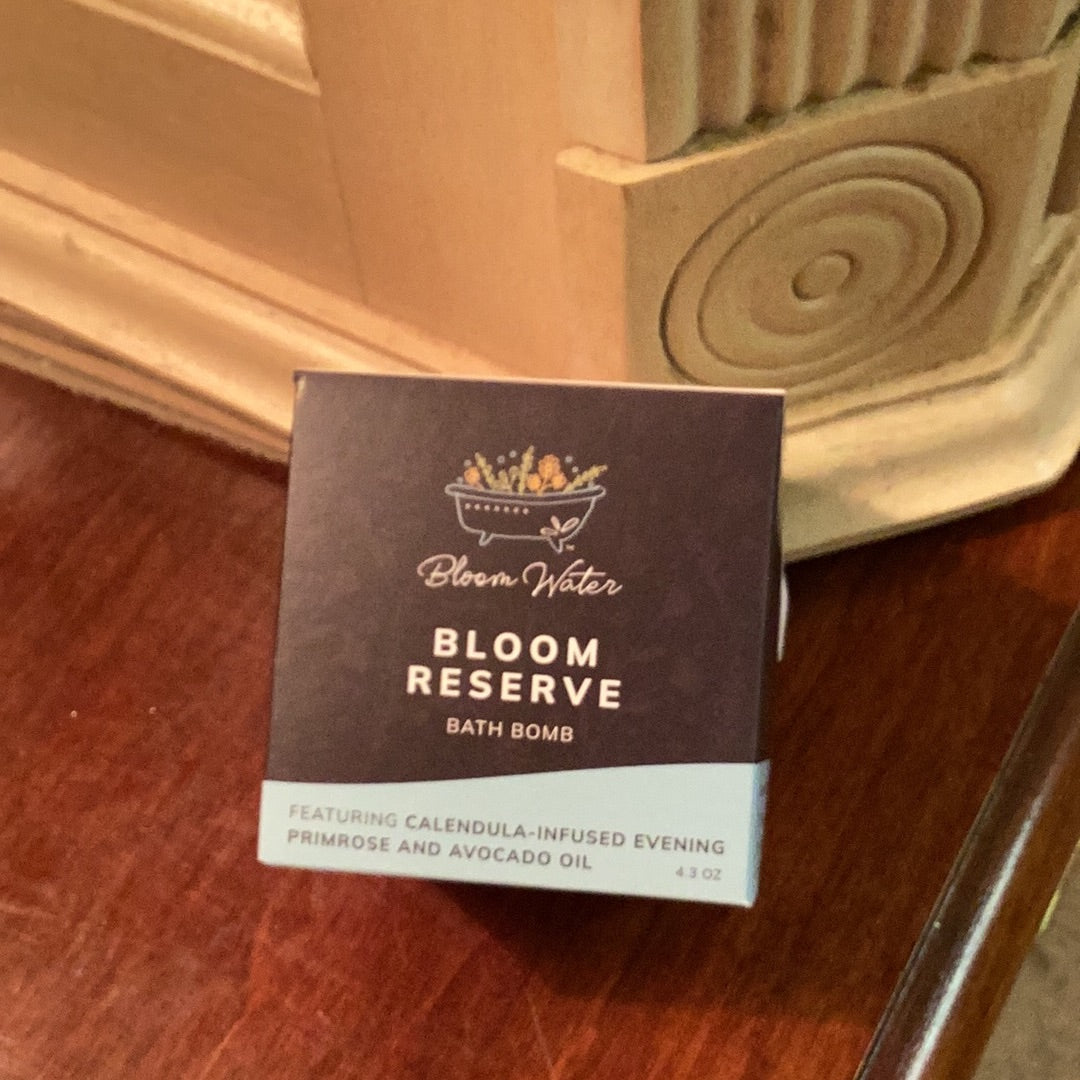 Bloom Water
BLOOM
RESERVE
BATH BOMB
FEATURING CALENDULA-INFUSED EVENING
PRIMROSE AND AVOCADO OIL
4.3 OZ